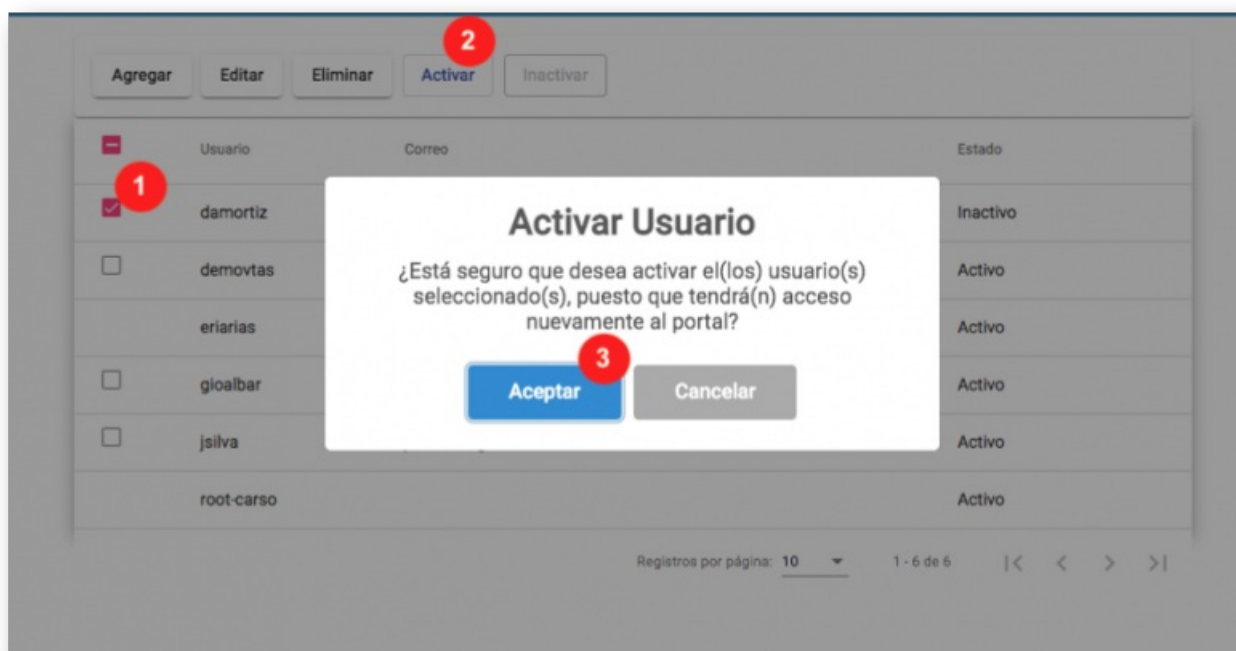 2
Agregar Editar Eliminar Activar Inactivar
Usuario Correo Estado
1
damortiz Inactivo
demovtas Activo
eriarias Activo
gioalbar Activo
jsilva Activo
root-carso Activo
Activar Usuario
¿Está seguro que desea activar el(los) usuario(s)
seleccionado(s), puesto que tendrá(n) acceso
nuevamente al portal?
3
Aceptar Cancelar
Registros por página: 10 1 - 6 de 6